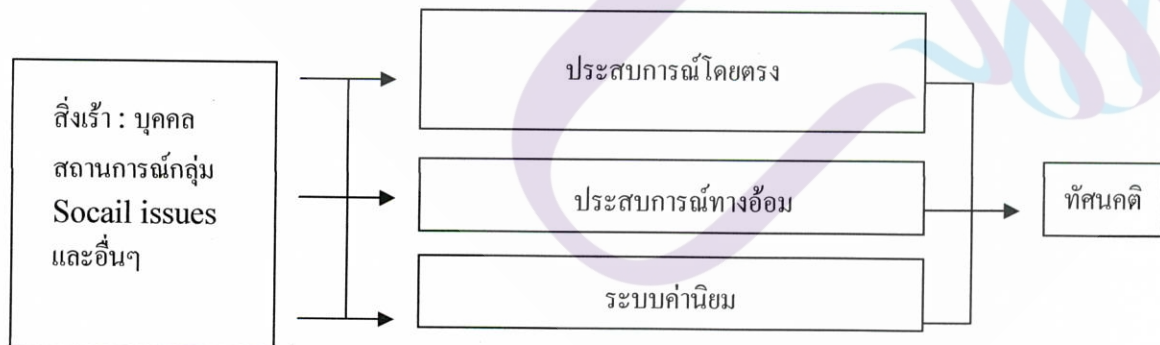 สิ่งเร้า : บุคคล
สถานการณ์กลุ่ม
Socail issues
และอื่นๆ
ประสบการณ์โดยตรง
ประสบการณ์ทางอ้อม
ระบบค่านิยม
ทัศนคติ